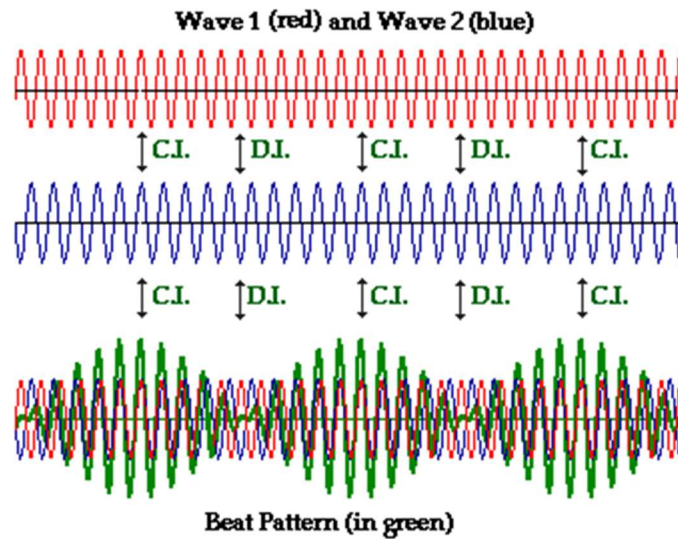 Wave 1 (red) and Wave 2 (blue)
C.I. D.I. C.I. D.I. C.I.
C.I. D.I. C.I. D.I. C.I.
Beat Pattern (in green)